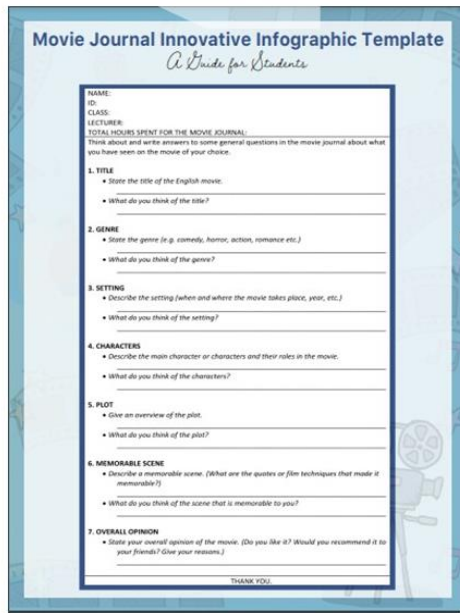 Movie Journal Innovative Infographic Template
A Guide for Students
NAME:
ID:
CLASS:
LECTURER:
TOTAL HOURS SPENT FOR THE MOVIE JOURNAL:
Think about and write answers to some general questions in the movie journal about what
you have seen on the movie of your choice.
1. TITLE
• State the title of the English movie.
• What do you think of the title?
2. GENRE
• State the genre (e.g. comedy, horror, action, romance etc.)
• What do you think of the genre?
3. SETTING
• Describe the setting (when and where the movie takes place, year, etc.)
• What do you think of the setting?
4. CHARACTERS
• Describe the main character or characters and their roles in the movie.
• What do you think of the characters?
5. PLOT
• Give an overview of the plot.
• What do you think of the plot?
6. MEMORABLE SCENE
• Describe a memorable scene. (What are the quotes or film techniques that made it
memorable?)
• What do you think of the scene that is memorable to you?
7. OVERALL OPINION
• State your overall opinion of the movie. (Do you like it? Would you recommend it to
your friends? Give your reasons.)
THANK YOU.